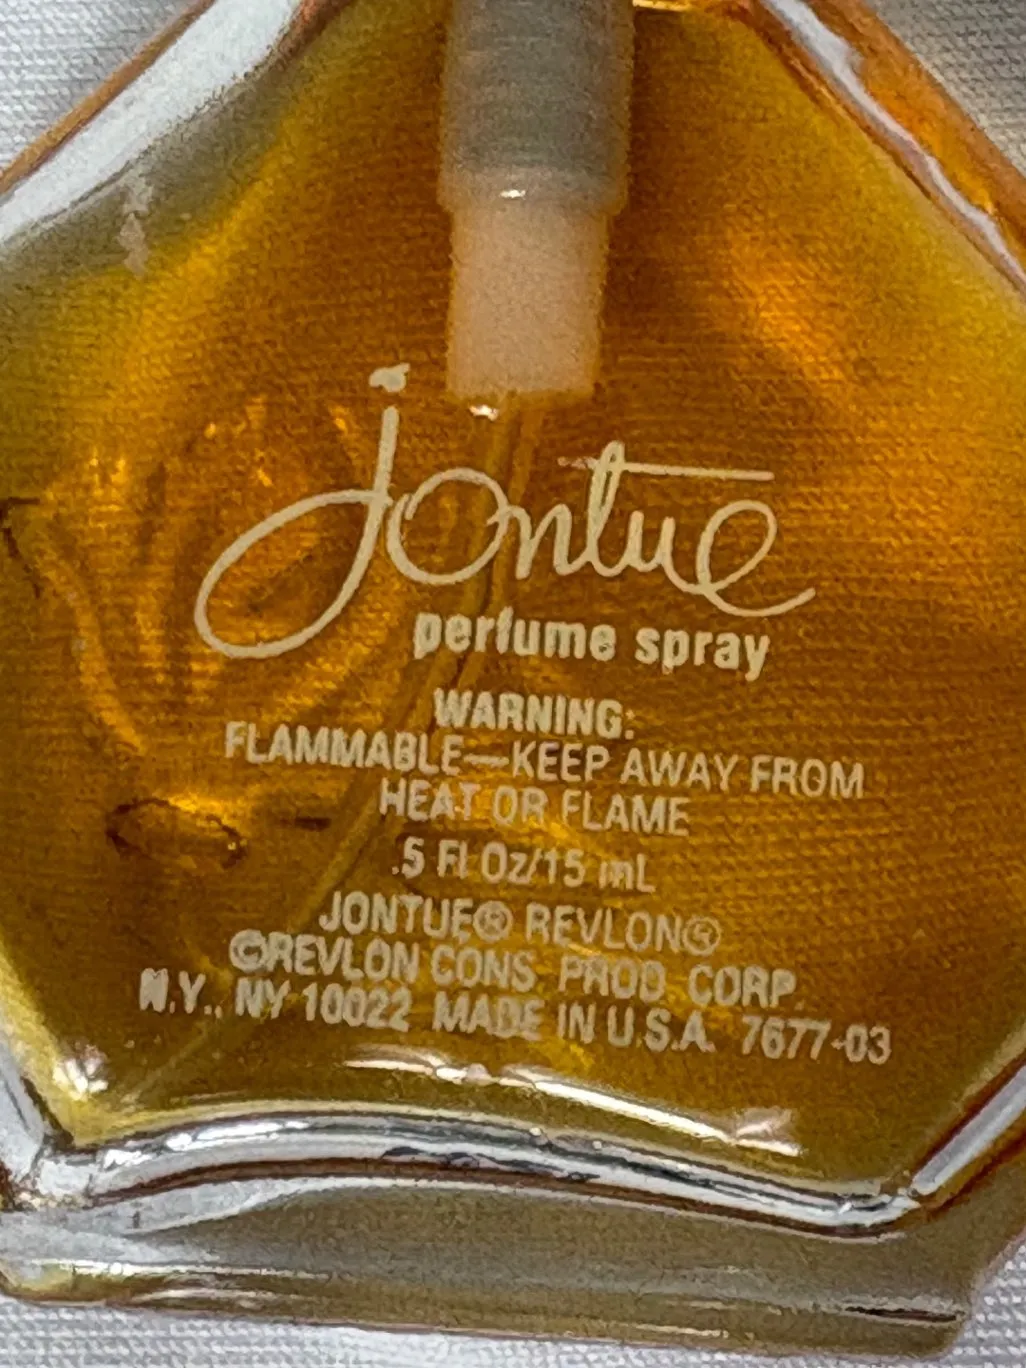 jontue
perfume spray
WARNING:
FLAMMABLE—KEEP AWAY FROM
HEAT OR FLAME
.5 Fl Oz/15 mL
JONTUE® REVLON®
©REVLON CONS. PROD. CORP.
N.Y., NY 10022 MADE IN U.S.A. 7677-03